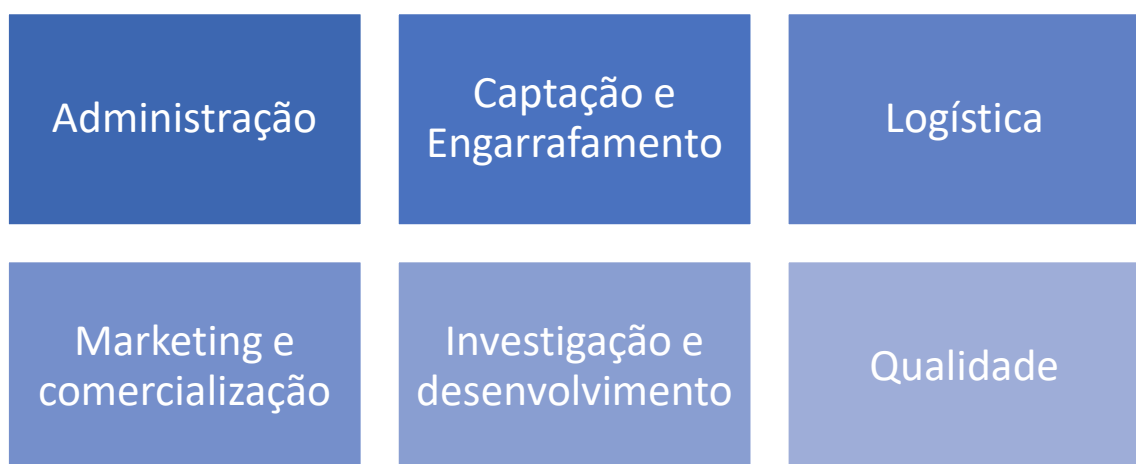 Administração
Captação e
Engarrafamento
Logística
Marketing e
comercialização
Investigação e
desenvolvimento
Qualidade